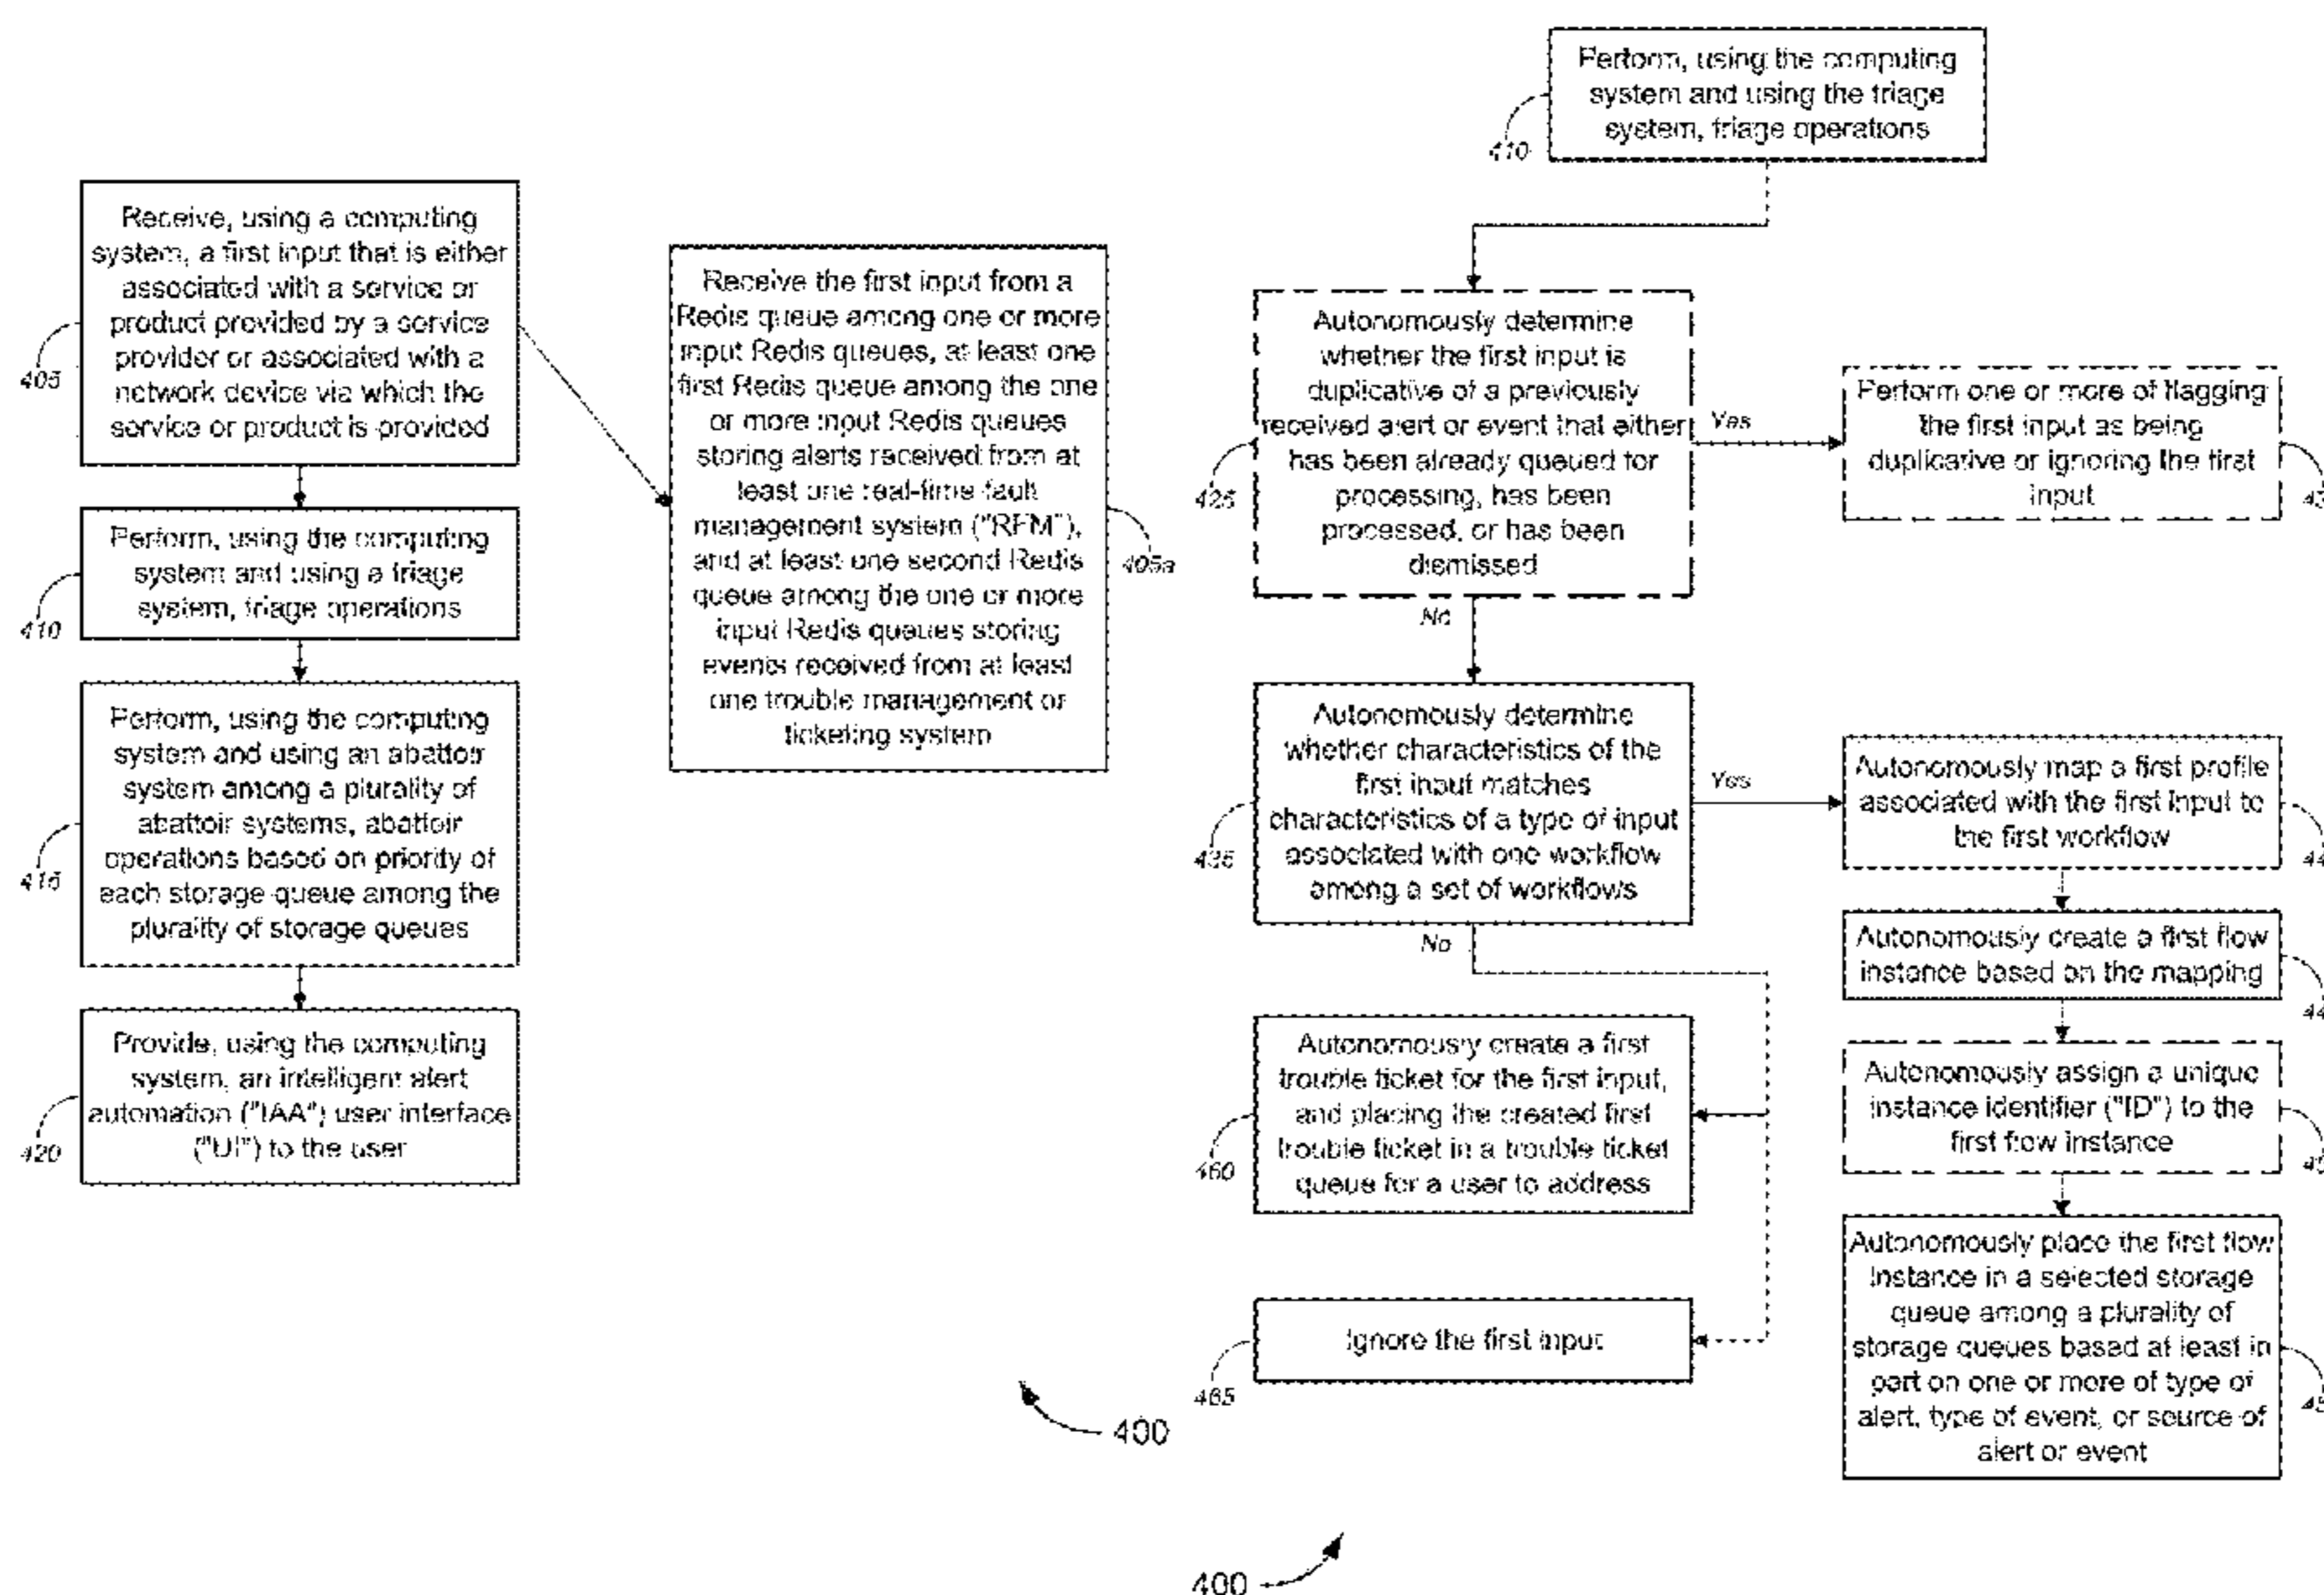 Receive, using a computing
system, a first input that is either
associated with a service or
product provided by a service
provider or associated with a
network device via which the
service or product is provided
405
Perform, using the computing
system and using a triage
system, triage operations
410
Perform, using the computing
system and using an abattoir
system among a plurality of
abattoir systems, abattoir
operations based on priority of
each storage queue among the
plurality of storage queues
415
Provide, using the computing
system, an intelligent alert
automation ("IAA") user interface
("UI") to the user
420
Receive the first input from a
Redis queue among one or more
input Redis queues, at least one
first Redis queue among the one
or more input Redis queues
storing alerts received from at
least one real-time fault
management system ("RFM"),
and at least one second Redis
queue among the one or more
input Redis queues storing
events received from at least
one trouble management or
ticketing system
405a
400
Perform, using the computing
system and using the triage
system, triage operations
410
Autonomously determine
whether the first input is
duplicative of a previously
received alert or event that either
has been already queued for
processing, has been
processed, or has been
dismissed
425
Yes
Perform one or more of flagging
the first input as being
duplicative or ignoring the first
input
No
Autonomously determine
whether characteristics of the
first input matches
characteristics of a type of input
associated with one workflow
among a set of workflows
435
Yes
Autonomously map a first profile
associated with the first input to
the first workflow
Autonomously create a first flow
instance based on the mapping
Autonomously assign a unique
instance identifier ("ID") to the
first flow instance
Autonomously place the first flow
instance in a selected storage
queue among a plurality of
storage queues based at least in
part on one or more of type of
alert, type of event, or source of
alert or event
No
Autonomously create a first
trouble ticket for the first input,
and placing the created first
trouble ticket in a trouble ticket
queue for a user to address
460
Ignore the first input
465
400